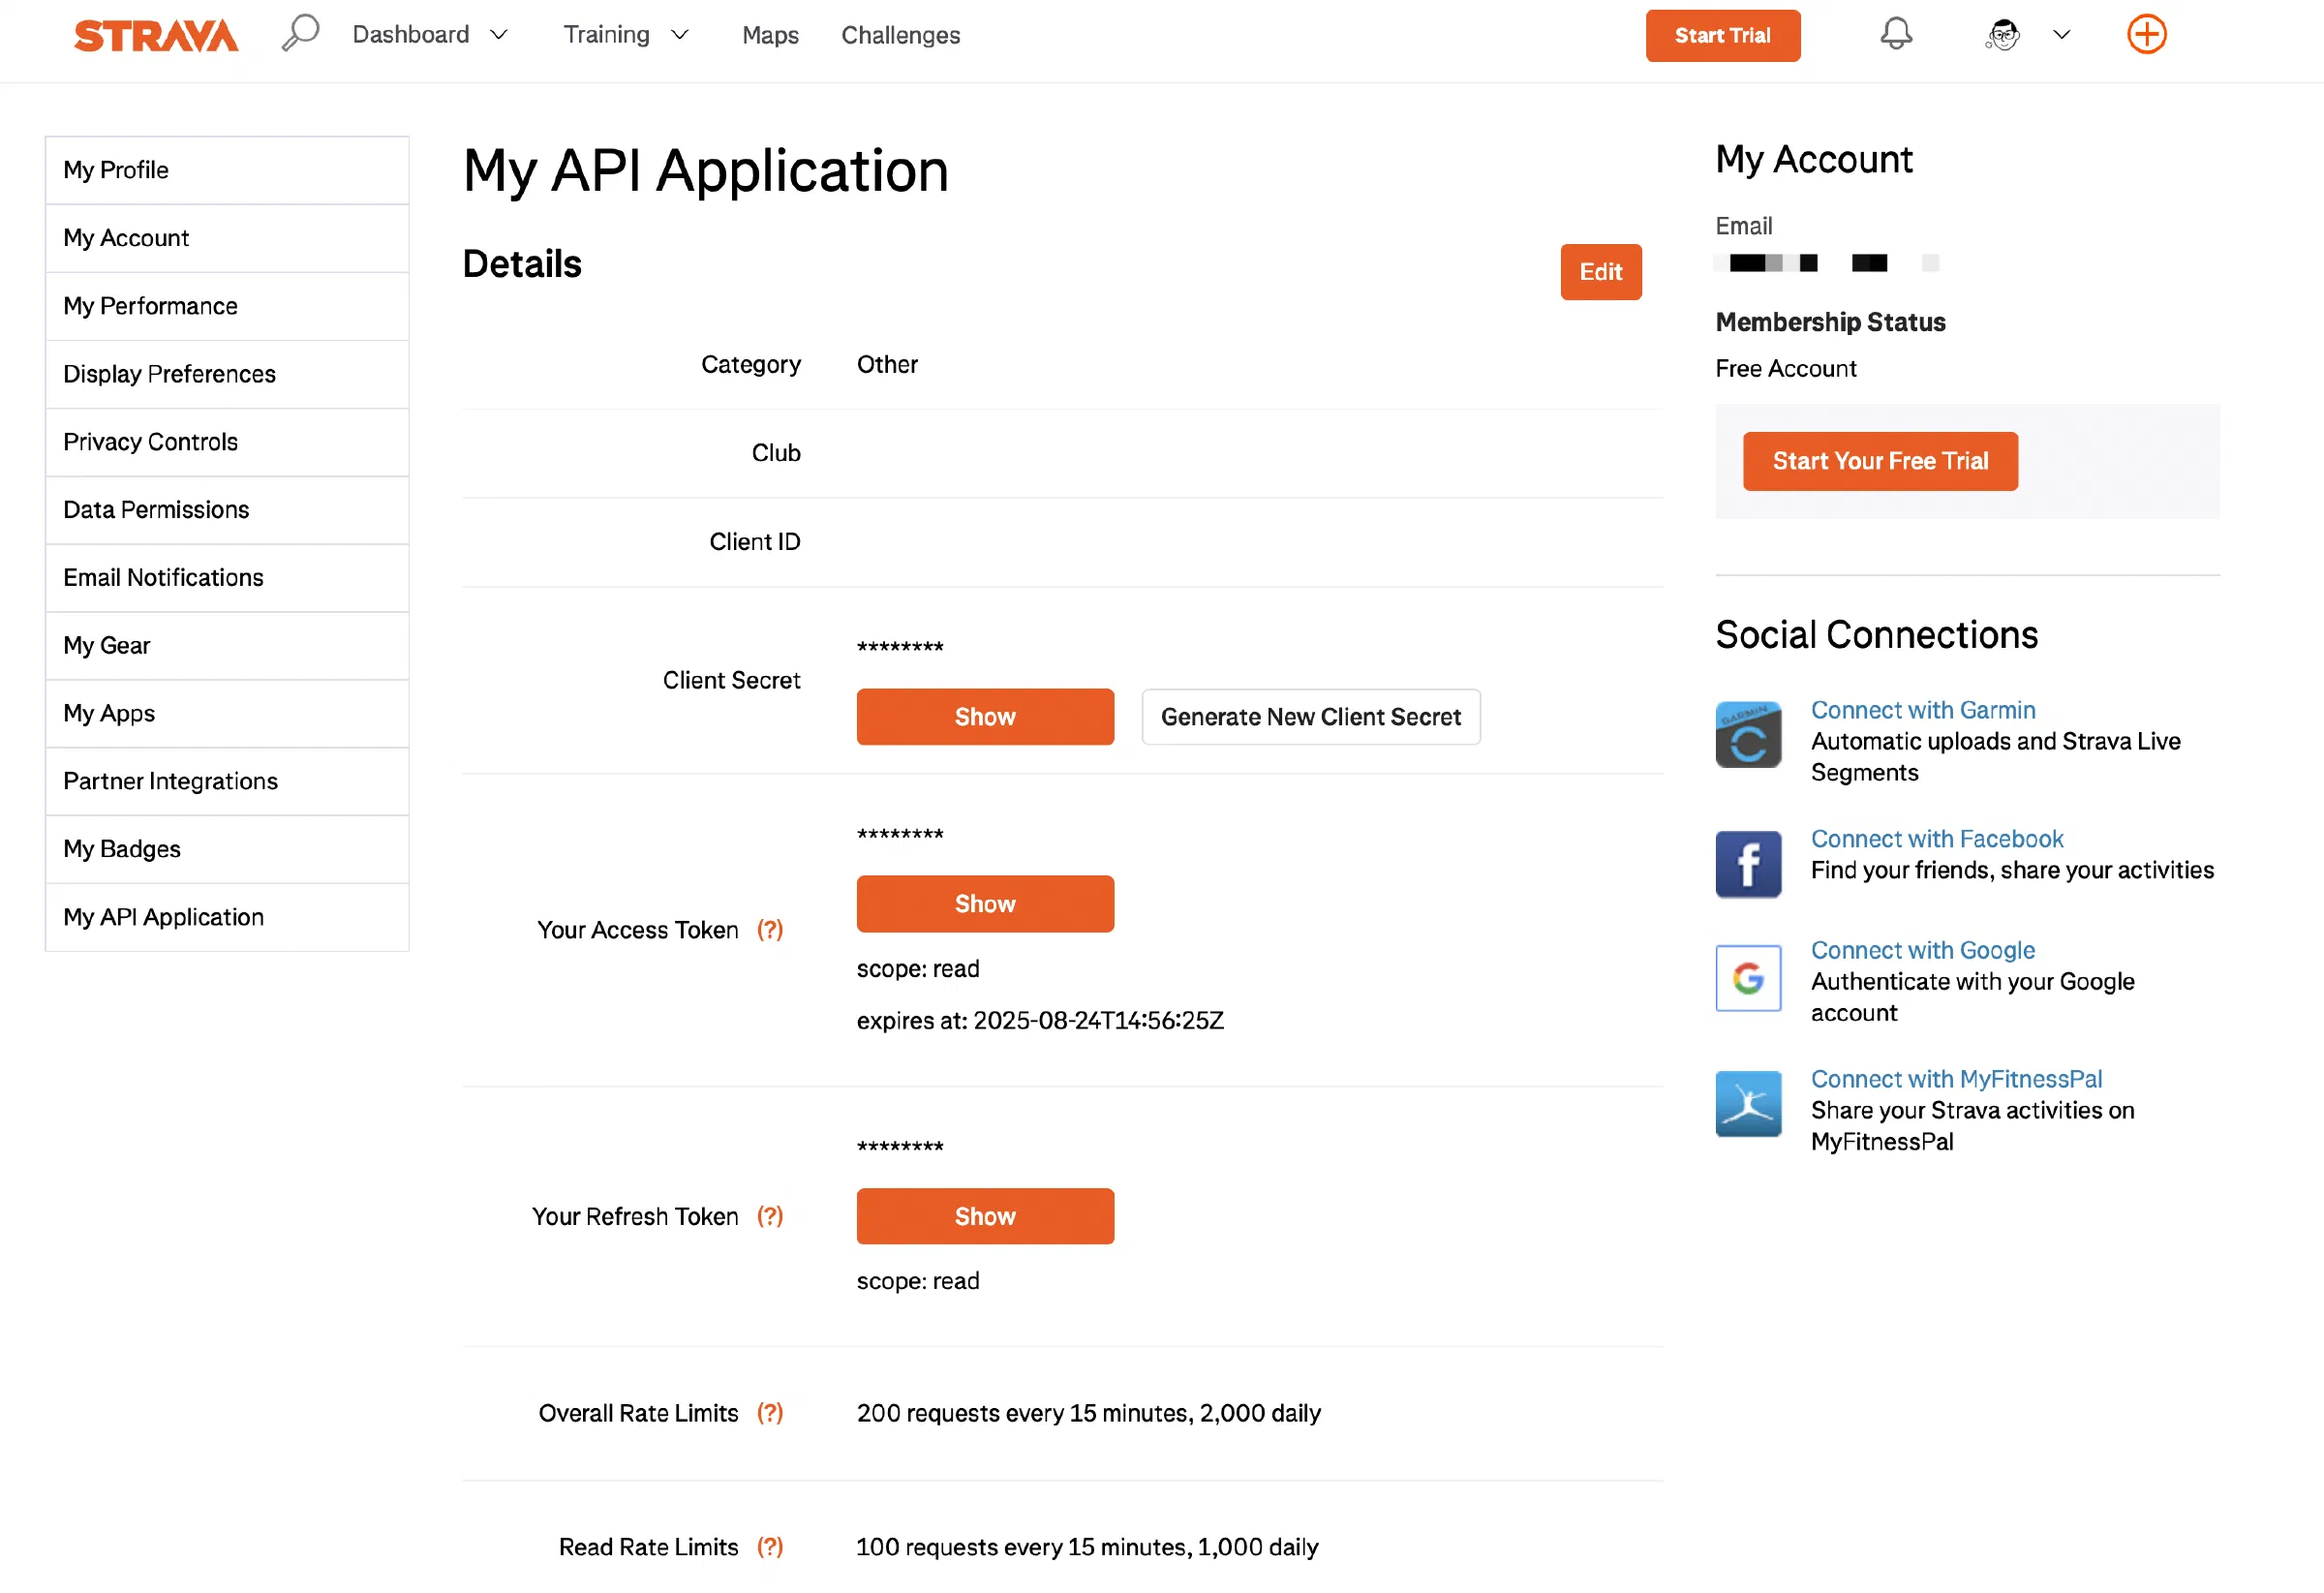 STRAVA
Dashboard
Training
Maps
Challenges
Start Trial
My Profile
My Account
My Performance
Display Preferences
Privacy Controls
Data Permissions
Email Notifications
My Gear
My Apps
Partner Integrations
My Badges
My API Application
My API Application
Details
Edit
Category Other
Club
Client ID
Client Secret
********
Show Generate New Client Secret
Your Access Token (?)
********
Show
scope: read
expires at: 2025-08-24T14:56:25Z
Your Refresh Token (?)
********
Show
scope: read
Overall Rate Limits (?) 200 requests every 15 minutes, 2,000 daily
Read Rate Limits (?) 100 requests every 15 minutes, 1,000 daily
My Account
Email
Membership Status
Free Account
Start Your Free Trial
Social Connections
GARMIN
Connect with Garmin
Automatic uploads and Strava Live
Segments
Connect with Facebook
Find your friends, share your activities
Connect with Google
Authenticate with your Google
account
Connect with MyFitnessPal
Share your Strava activities on
MyFitnessPal